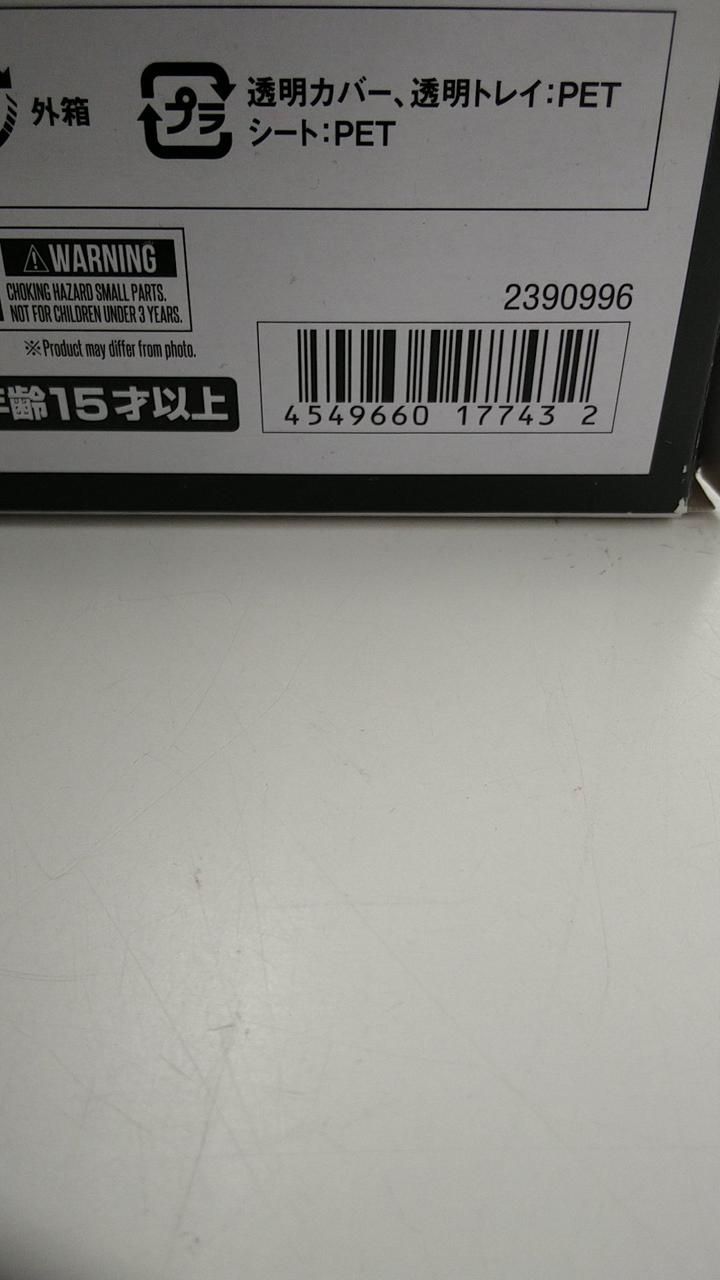 外箱
プラ
透明カバー、透明トレイ:PET
シート:PET
⚠WARNING
CHOKING HAZARD SMALL PARTS.
NOT FOR CHILDREN UNDER 3 YEARS.
※Product may differ from photo.
齢15才以上
2390996
4549660 17743 2